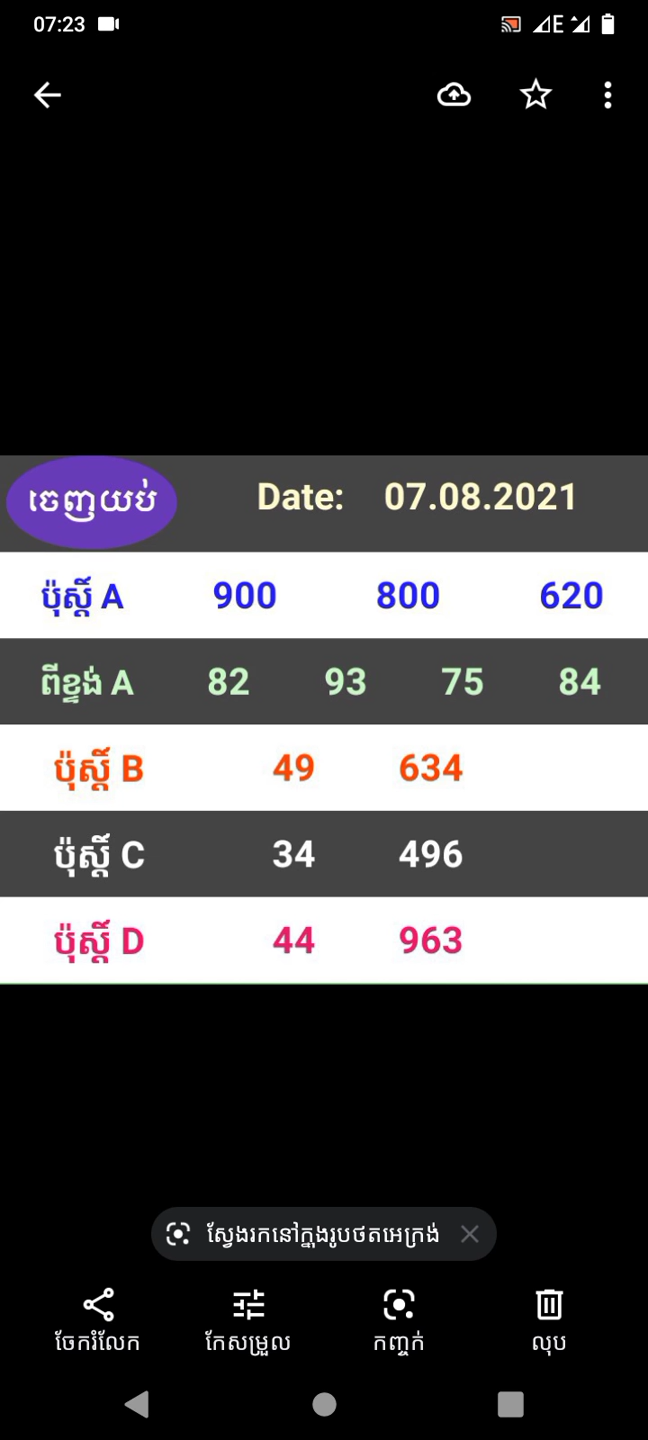 07:23
E
ចេញយប់ Date: 07.08.2021
ប៉ុស្តិ៍ A 900 800 620
ពីខ្ទង់ A 82 93 75 84
ប៉ុស្តិ៍ B 49 634
ប៉ុស្តិ៍ C 34 496
ប៉ុស្តិ៍ D 44 963
ស្វែងរកនៅក្នុងរូបថតអេក្រង់
ចែករំលែក កែសម្រួល កញ្ចក់ លុប